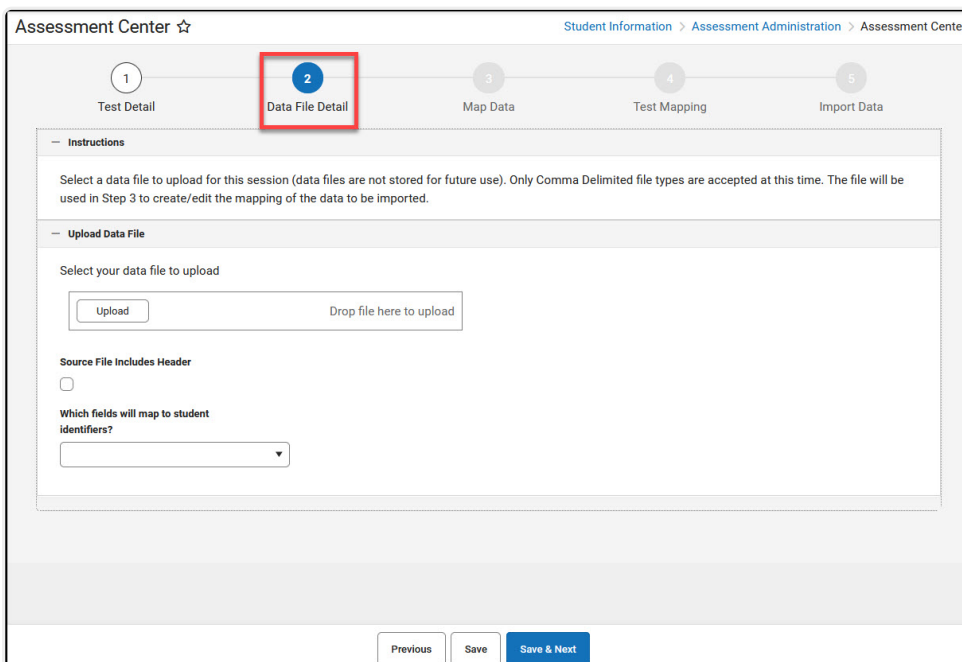 Assessment Center
Student Information > Assessment Administration > Assessment Cente
1
2
3
4
5
Test Detail
Data File Detail
Map Data
Test Mapping
Import Data
Instructions
Select a data file to upload for this session (data files are not stored for future use). Only Comma Delimited file types are accepted at this time. The file will be
used in Step 3 to create/edit the mapping of the data to be imported.
Upload Data File
Select your data file to upload
Upload
Drop file here to upload
Source File Includes Header
Which fields will map to student
identifiers?
Previous
Save
Save & Next